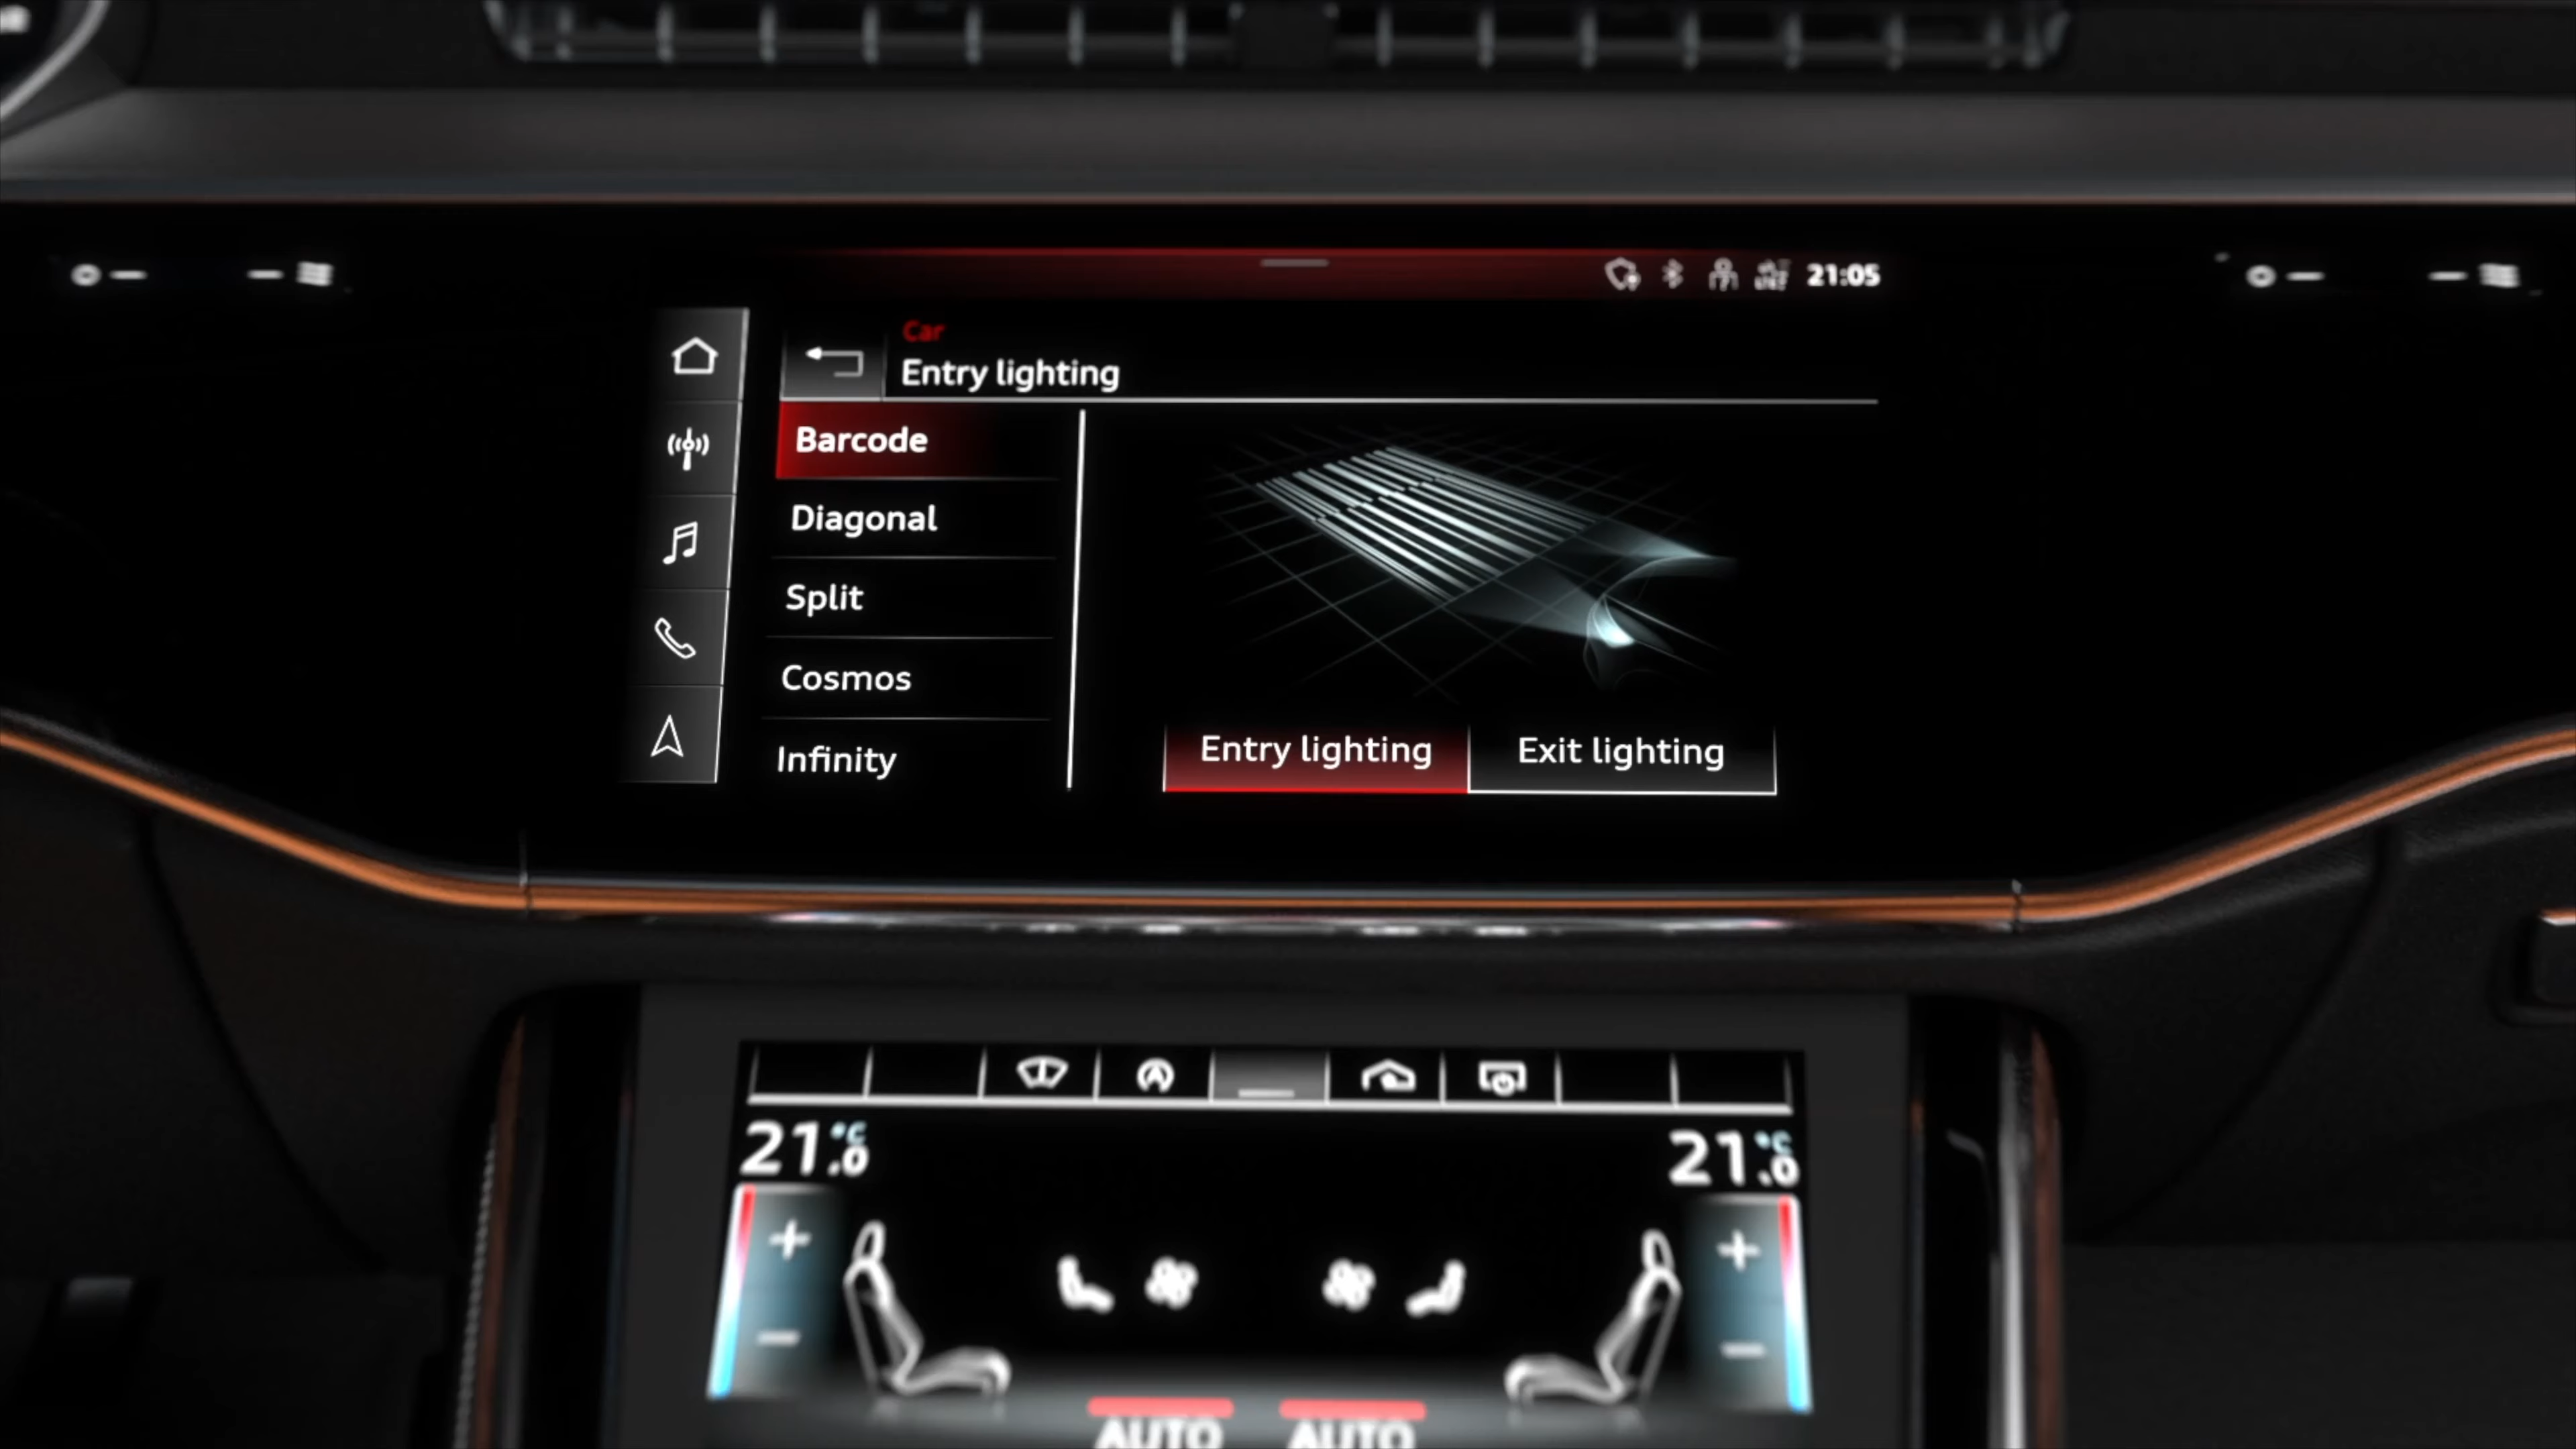 21:05
Car
Entry lighting
Barcode
Diagonal
Split
Cosmos
Infinity
Entry lighting
Exit lighting
21.0 °C
21.0 °C
AUTO
AUTO